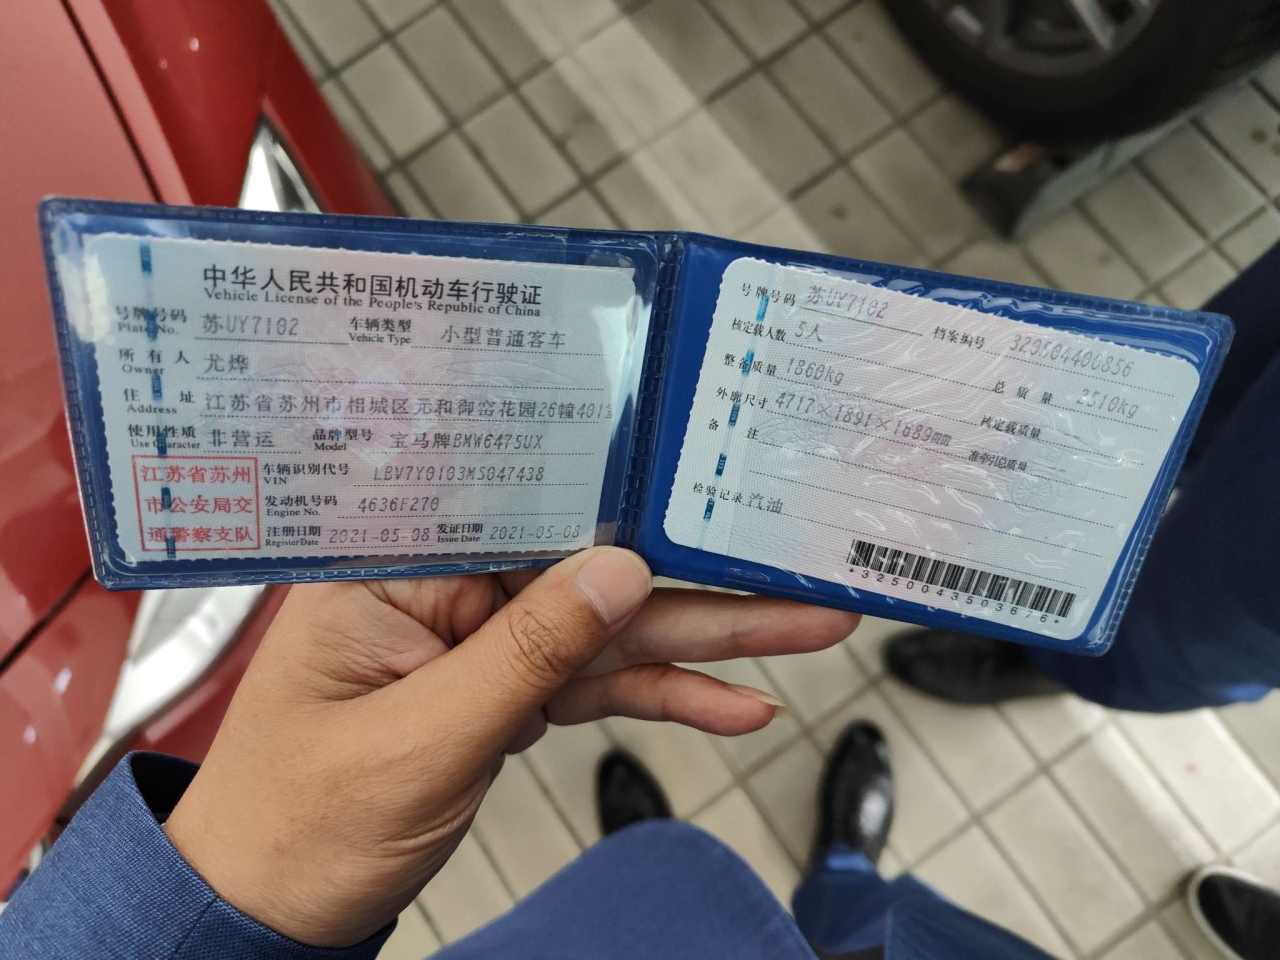 中华人民共和国机动车行驶证
Vehicle License of the People's Republic of China
号牌号码 苏UY7102 车辆类型 小型普通客车
Plate No. Vehicle Type
所有人 尤烨
Owner
住址 江苏省苏州市相城区元和御窑花园26幢401室
Address
使用性质 非营运 品牌型号 宝马牌BMW6475UX
Use Character Model
江苏省苏州
市公安局交
通警察支队
车辆识别代号 LBV7Y0103MS047438
VIN
发动机号码 4636F270
Engine No.
注册日期 2021-05-08 发证日期 2021-05-08
Register Date Issue Date
号牌号码 苏UY7102 档案编号 320504400856
核定载人数 5人 总质量 2510kg
整备质量 1860kg 核定载质量
外廓尺寸 4717×1891×1689mm 准牵引总质量
备注
检验记录 汽油
*3250043503676*